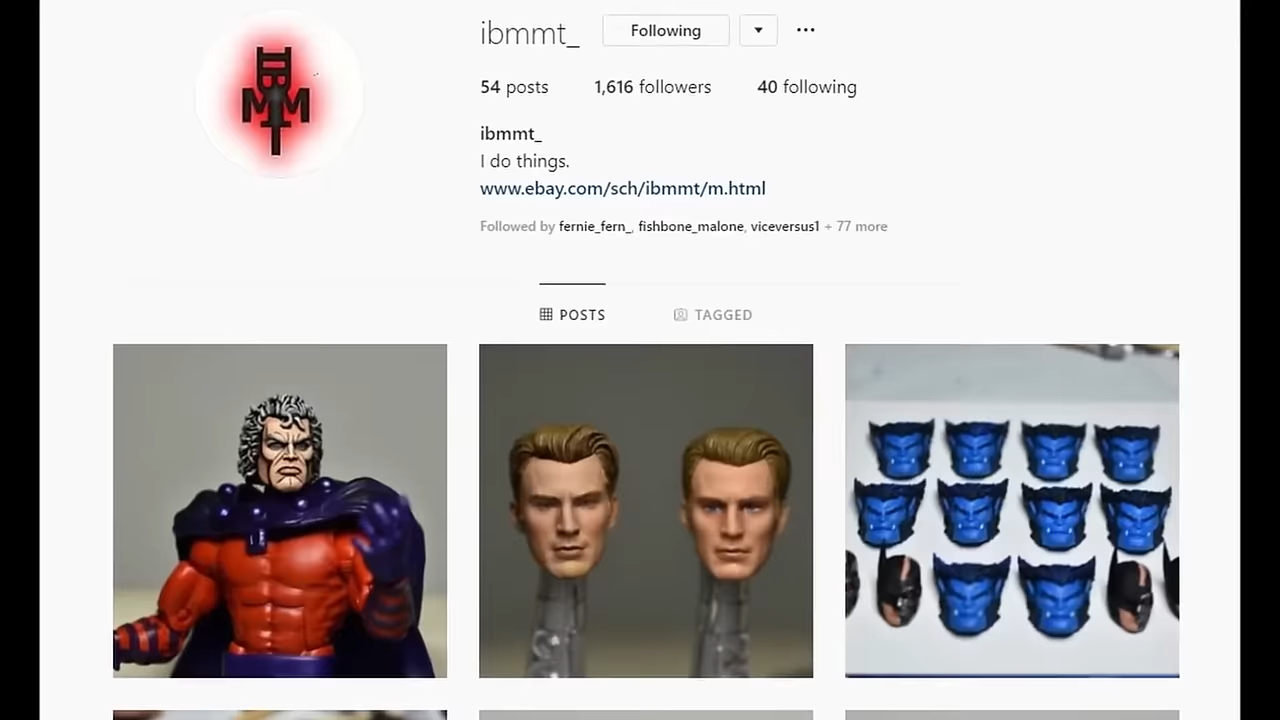 ibmmt_ Following
54 posts 1,616 followers 40 following
ibmmt_
I do things.
www.ebay.com/sch/ibmmt/m.html
Followed by fernie_fern_, fishbone_malone, viceversus1 + 77 more
POSTS TAGGED